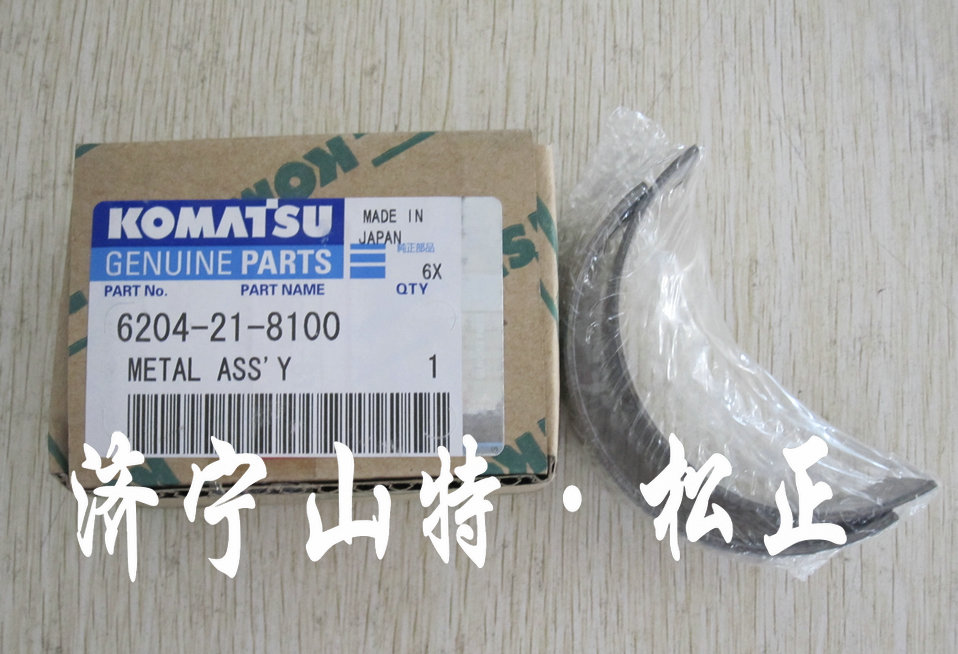 KOMATSU
KOMATSU
GENUINE PARTS
MADE IN
JAPAN
純正部品
6X
PART No. PART NAME QTY
6204-21-8100
METAL ASS'Y 1
济宁山特·松正